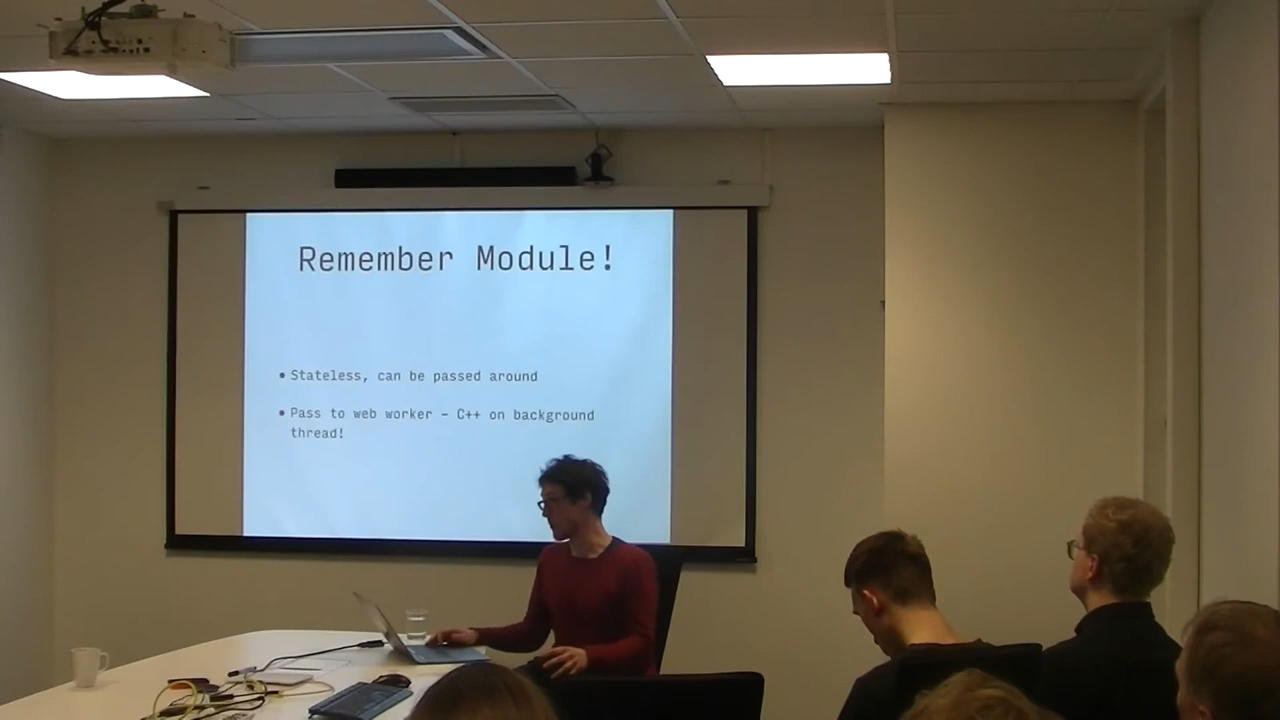 Remember Module!
• Stateless, can be passed around
• Pass to web worker – C++ on background
thread!